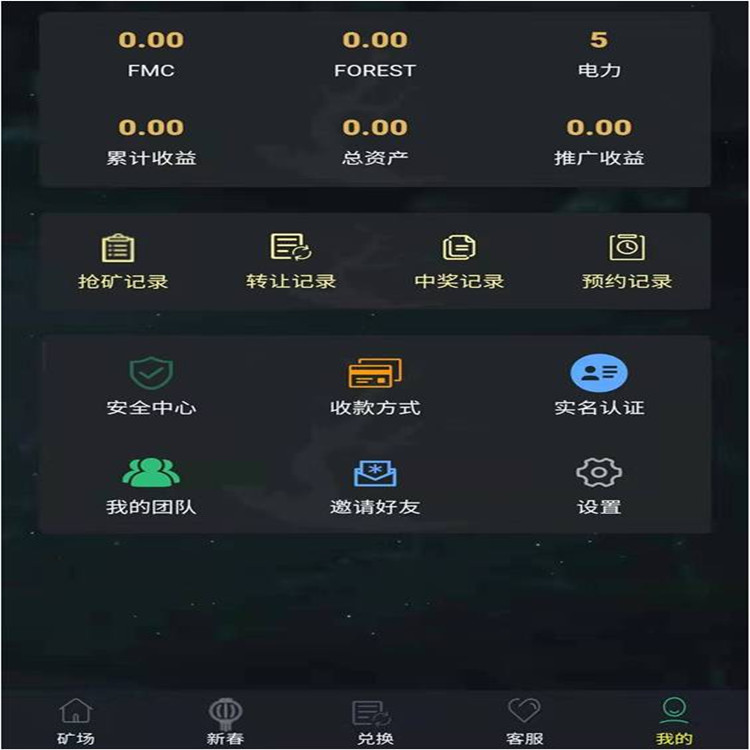 0.00 0.00 5
FMC FOREST 电力
0.00 0.00 0.00
累计收益 总资产 推广收益
抢矿记录 转让记录 中奖记录 预约记录
安全中心 收款方式 实名认证
我的团队 邀请好友 设置
矿场 新春 兑换 客服 我的